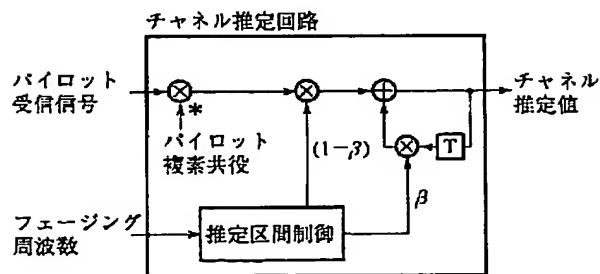 チャネル推定回路
パイロット
受信信号
*
パイロット
複素共役
(1-β)
チャネル
推定値
T
β
フェージング
周波数
推定区間制御